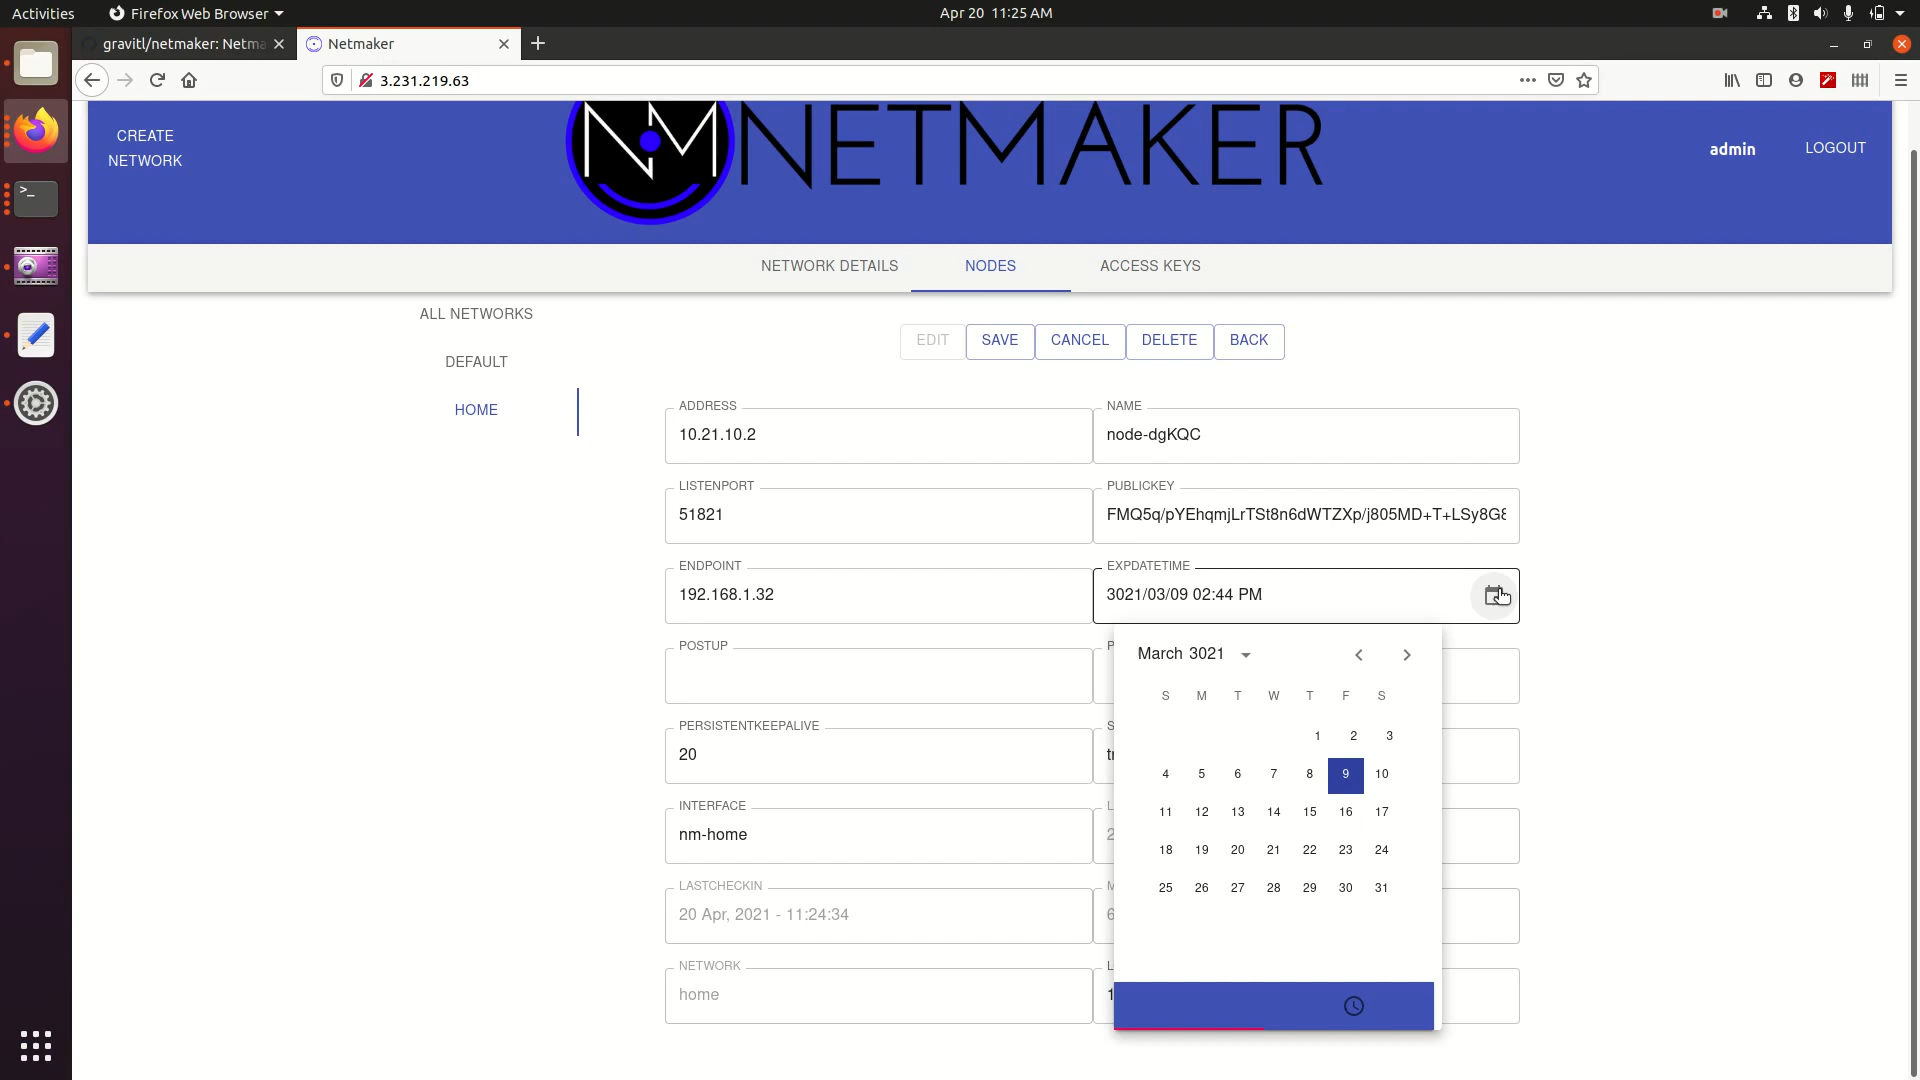 Activities
Firefox Web Browser
Apr 20 11:25 AM
gravitl/netmaker: Netma
Netmaker
3.231.219.63
CREATE
NETWORK
NM NETMAKER
admin
LOGOUT
NETWORK DETAILS
NODES
ACCESS KEYS
ALL NETWORKS
DEFAULT
HOME
EDIT
SAVE
CANCEL
DELETE
BACK
ADDRESS
10.21.10.2
NAME
node-dgKQC
LISTENPORT
51821
PUBLICKEY
FMQ5q/pYEhqmjLrTSt8n6dWTZXp/j805MD+T+LSy8G8
ENDPOINT
192.168.1.32
EXPDATETIME
3021/03/09 02:44 PM
POSTUP
P
PERSISTENTKEEPALIVE
20
S
INTERFACE
nm-home
L
2
LASTCHECKIN
20 Apr, 2021 - 11:24:34
M
6
NETWORK
home
L
1
March 3021
S M T W T F S
1 2 3
4 5 6 7 8 9 10
11 12 13 14 15 16 17
18 19 20 21 22 23 24
25 26 27 28 29 30 31